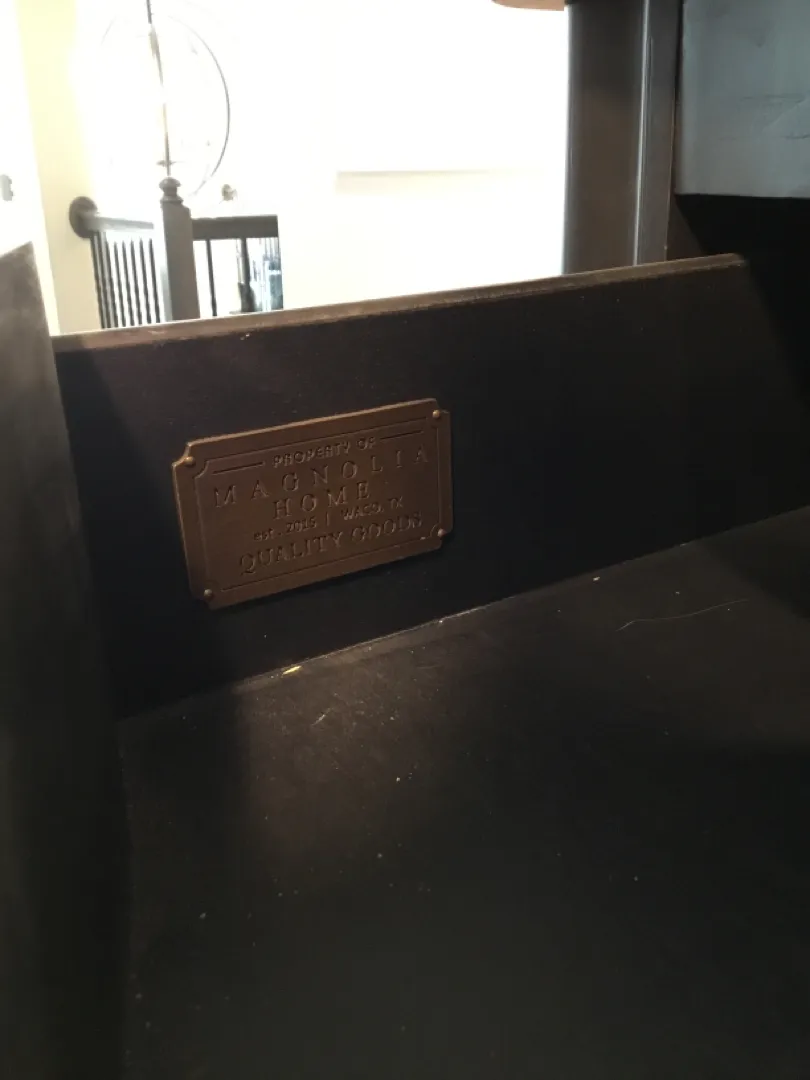 PROPERTY OF
MAGNOLIA
HOME
est. 2015 | WACO, TX
QUALITY GOODS